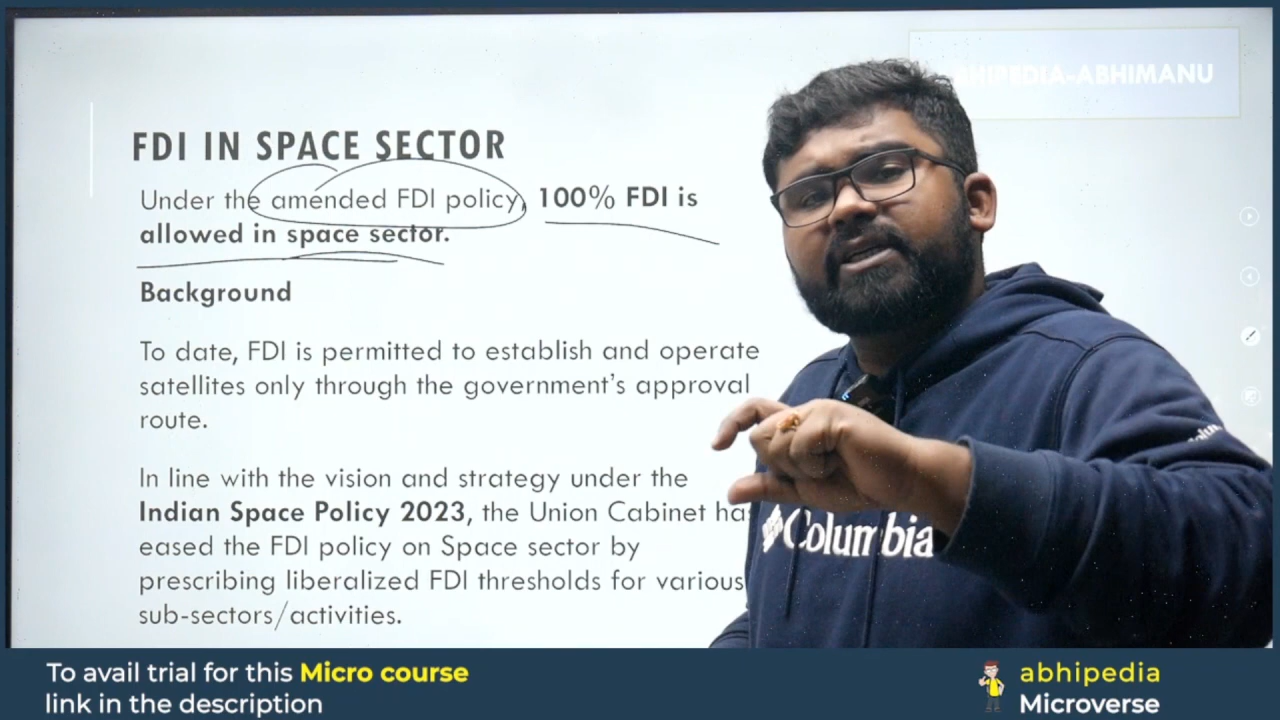 ABHIPEDIA-ABHIMANU
FDI IN SPACE SECTOR
Under the amended FDI policy, 100% FDI is
allowed in space sector.
Background
To date, FDI is permitted to establish and operate
satellites only through the government's approval
route.
In line with the vision and strategy under the
Indian Space Policy 2023, the Union Cabinet has
eased the FDI policy on Space sector by
prescribing liberalized FDI thresholds for various
sub-sectors/activities.
Columbia
To avail trial for this Micro course
link in the description
abhipedia
Microverse